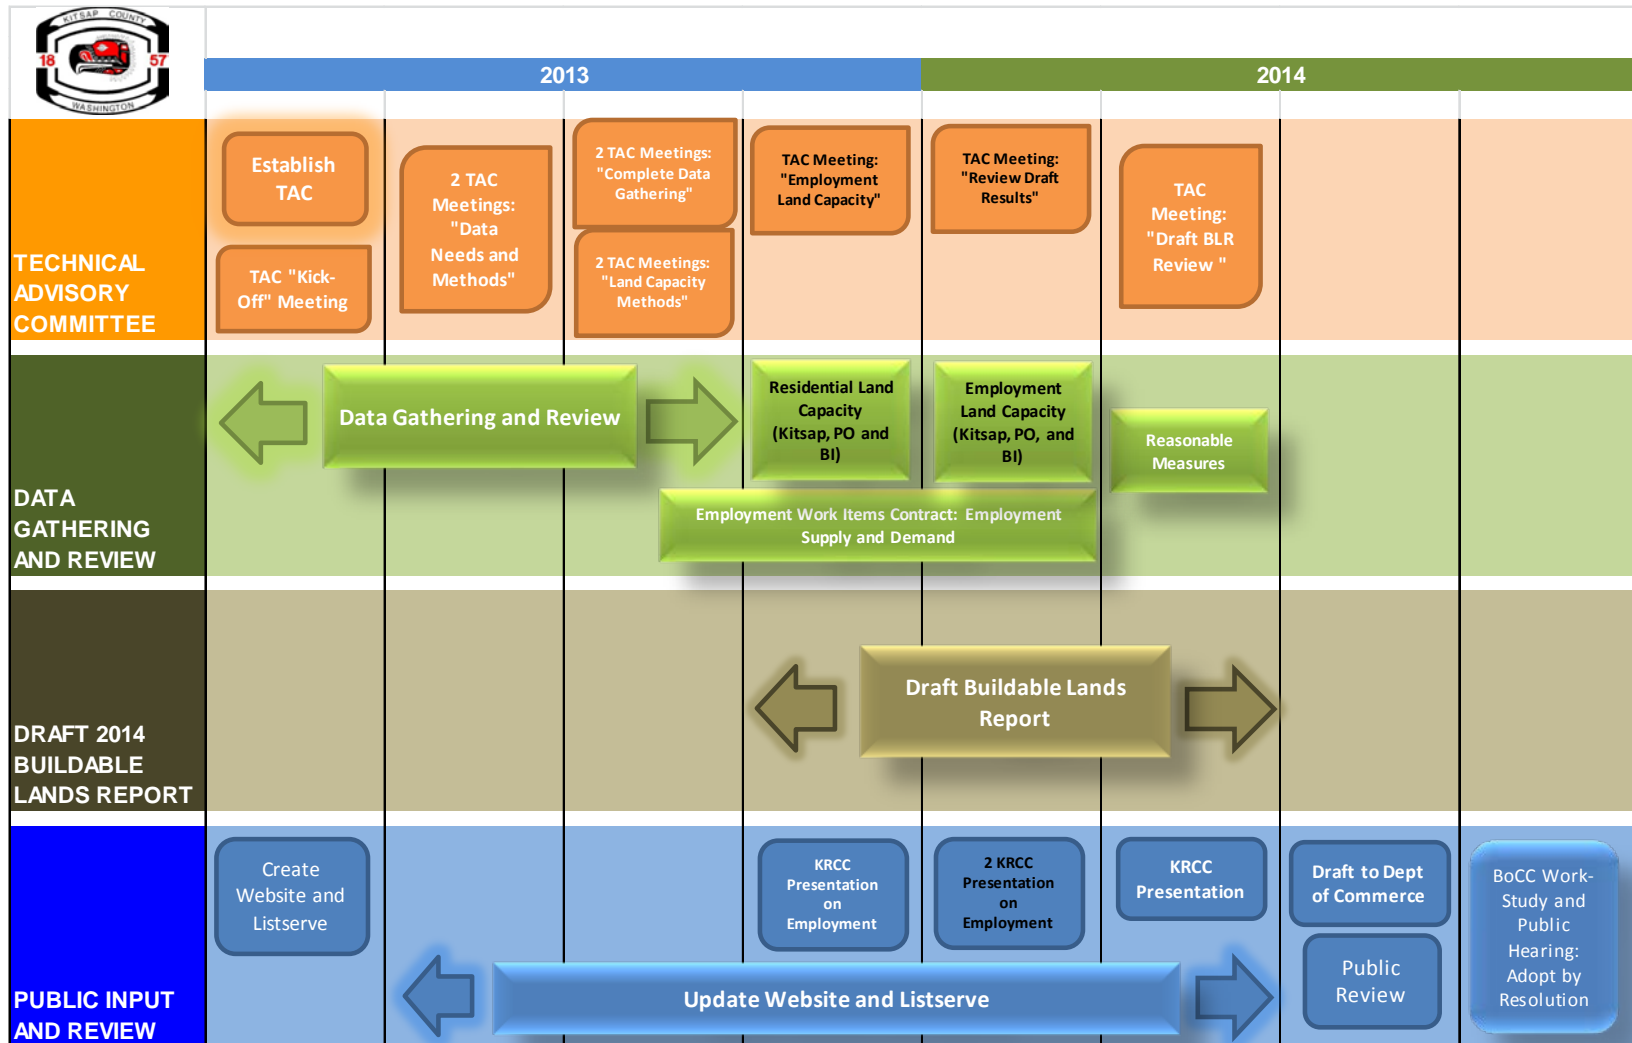 KITSAP COUNTY
18
57
WASHINGTON
2013
2014
TECHNICAL
ADVISORY
COMMITTEE
Establish
TAC
TAC "Kick-
Off" Meeting
2 TAC
Meetings:
"Data
Needs and
Methods"
2 TAC Meetings:
"Complete Data
Gathering"
2 TAC Meetings:
"Land Capacity
Methods"
TAC Meeting:
"Employment
Land Capacity"
TAC Meeting:
"Review Draft
Results"
TAC
Meeting:
"Draft BLR
Review "
DATA
GATHERING
AND REVIEW
Data Gathering and Review
Residential Land
Capacity
(Kitsap, PO and
BI)
Employment
Land Capacity
(Kitsap, PO, and
BI)
Reasonable
Measures
Employment Work Items Contract: Employment
Supply and Demand
DRAFT 2014
BUILDABLE
LANDS REPORT
Draft Buildable Lands
Report
PUBLIC INPUT
AND REVIEW
Create
Website and
Listserve
KRCC
Presentation
on
Employment
2 KRCC
Presentation
on
Employment
KRCC
Presentation
Draft to Dept
of Commerce
Public
Review
BoCC Work-
Study and
Public
Hearing:
Adopt by
Resolution
Update Website and Listserve